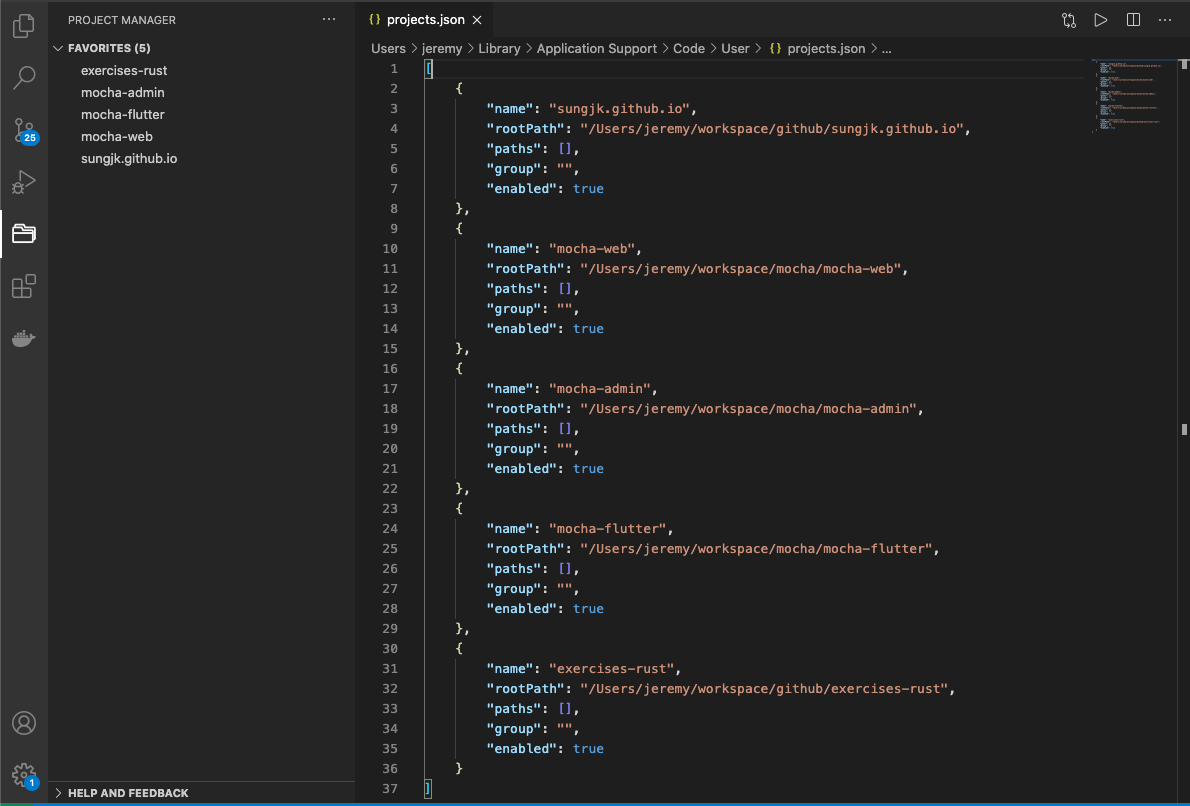 PROJECT MANAGER
FAVORITES (5)
exercises-rust
mocha-admin
mocha-flutter
mocha-web
sungjk.github.io
HELP AND FEEDBACK
25
1
{} projects.json ×
Users > jeremy > Library > Application Support > Code > User > {} projects.json > ...
1 [
2 {
3 "name": "sungjk.github.io",
4 "rootPath": "/Users/jeremy/workspace/github/sungjk.github.io",
5 "paths": [],
6 "group": "",
7 "enabled": true
8 },
9 {
10 "name": "mocha-web",
11 "rootPath": "/Users/jeremy/workspace/mocha/mocha-web",
12 "paths": [],
13 "group": "",
14 "enabled": true
15 },
16 {
17 "name": "mocha-admin",
18 "rootPath": "/Users/jeremy/workspace/mocha/mocha-admin",
19 "paths": [],
20 "group": "",
21 "enabled": true
22 },
23 {
24 "name": "mocha-flutter",
25 "rootPath": "/Users/jeremy/workspace/mocha/mocha-flutter",
26 "paths": [],
27 "group": "",
28 "enabled": true
29 },
30 {
31 "name": "exercises-rust",
32 "rootPath": "/Users/jeremy/workspace/github/exercises-rust",
33 "paths": [],
34 "group": "",
35 "enabled": true
36 }
37 ]